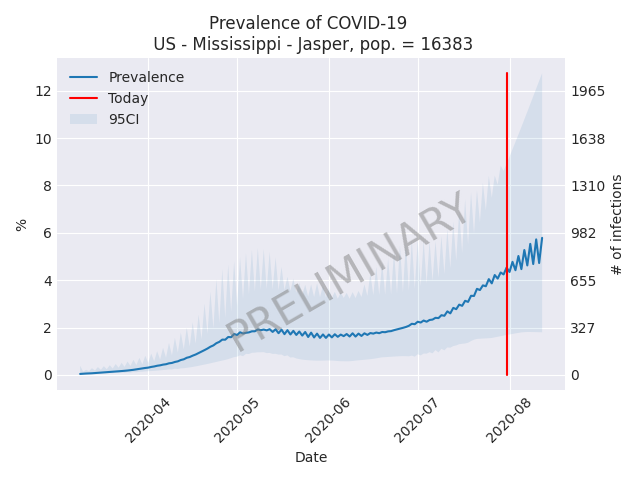 Prevalence of COVID-19
US - Mississippi - Jasper, pop. = 16383
Prevalence
Today
95CI
12
10
8
6
4
2
0
%
1965
1638
1310
982
655
327
0
# of infections
PRELIMINARY
2020-04
2020-05
2020-06
2020-07
2020-08
Date